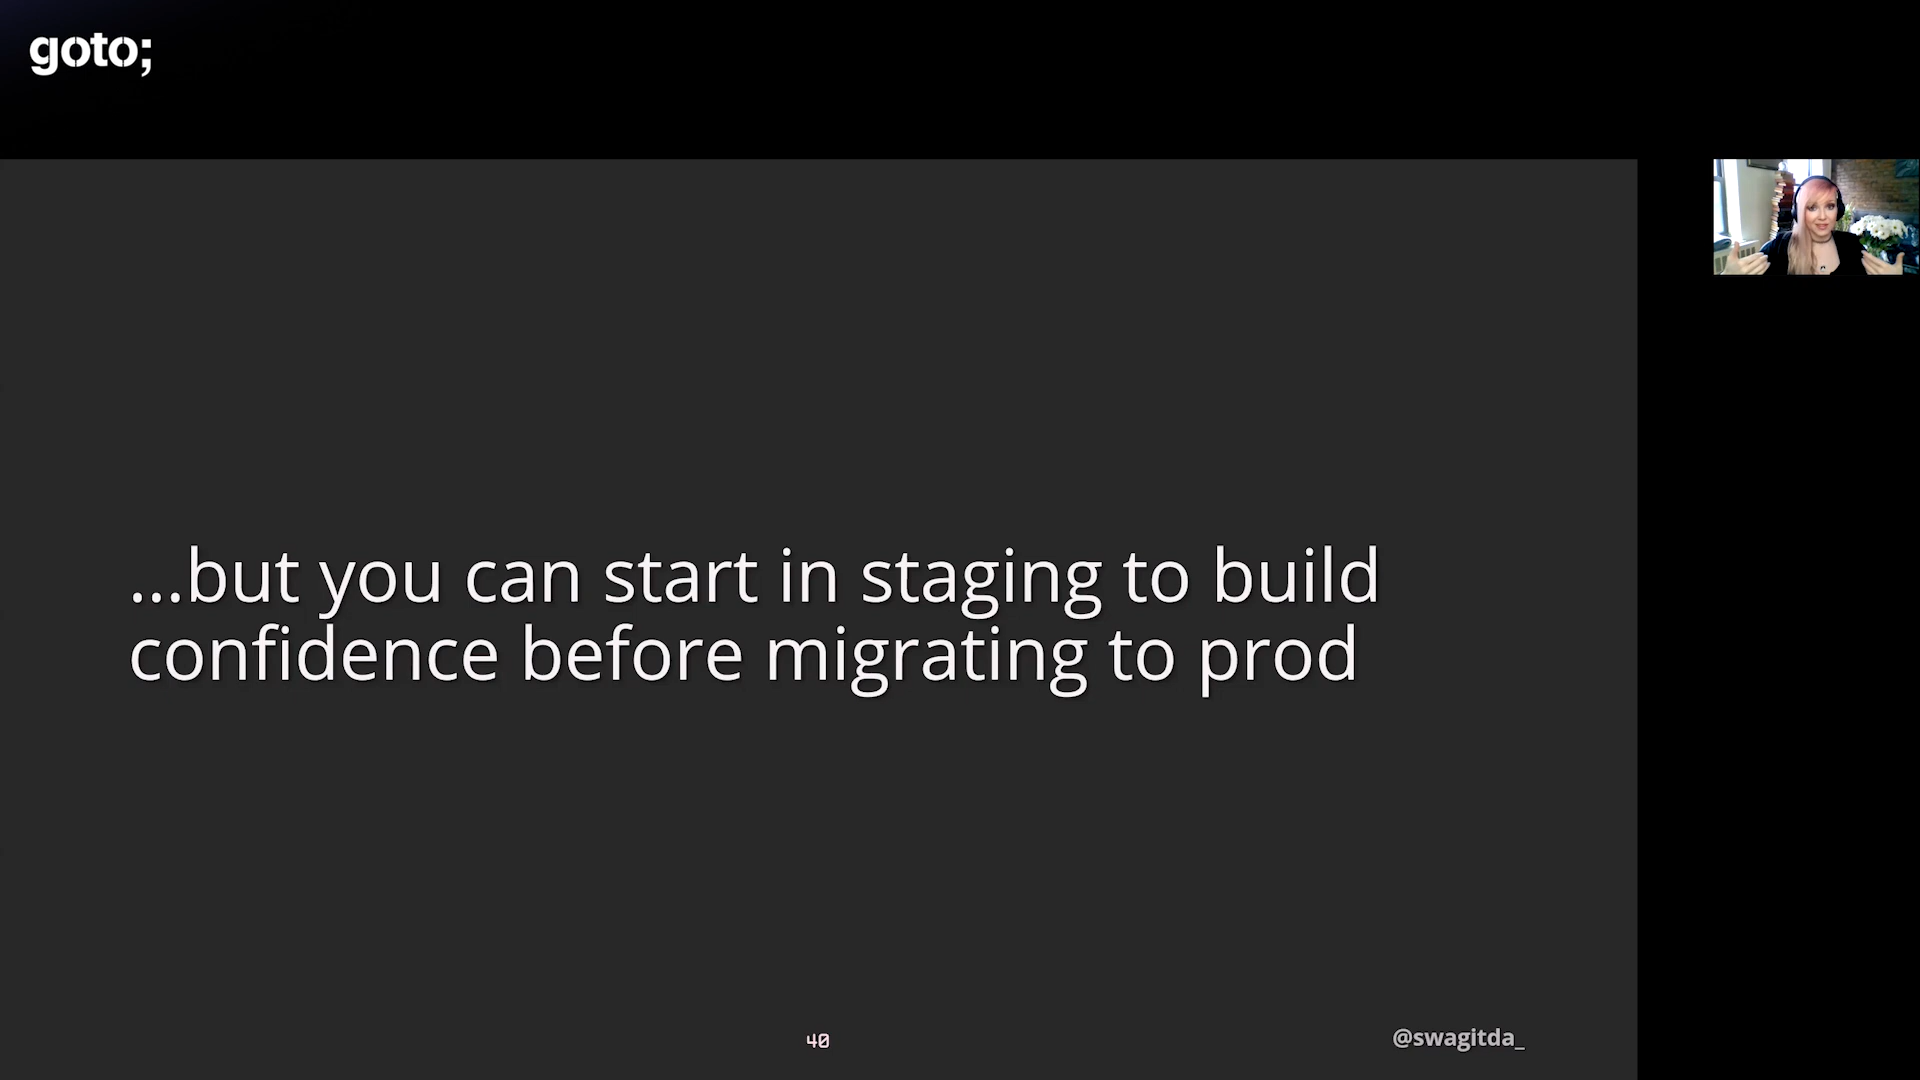 goto;
...but you can start in staging to build
confidence before migrating to prod
40
@swagitda_